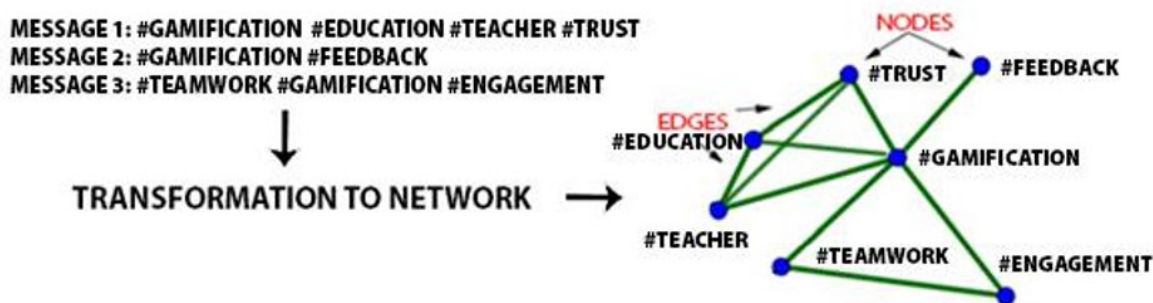 MESSAGE 1: #GAMIFICATION #EDUCATION #TEACHER #TRUST
MESSAGE 2: #GAMIFICATION #FEEDBACK
MESSAGE 3: #TEAMWORK #GAMIFICATION #ENGAGEMENT
TRANSFORMATION TO NETWORK
NODES
#TRUST
#FEEDBACK
EDGES
#EDUCATION
#GAMIFICATION
#TEACHER
#TEAMWORK
#ENGAGEMENT